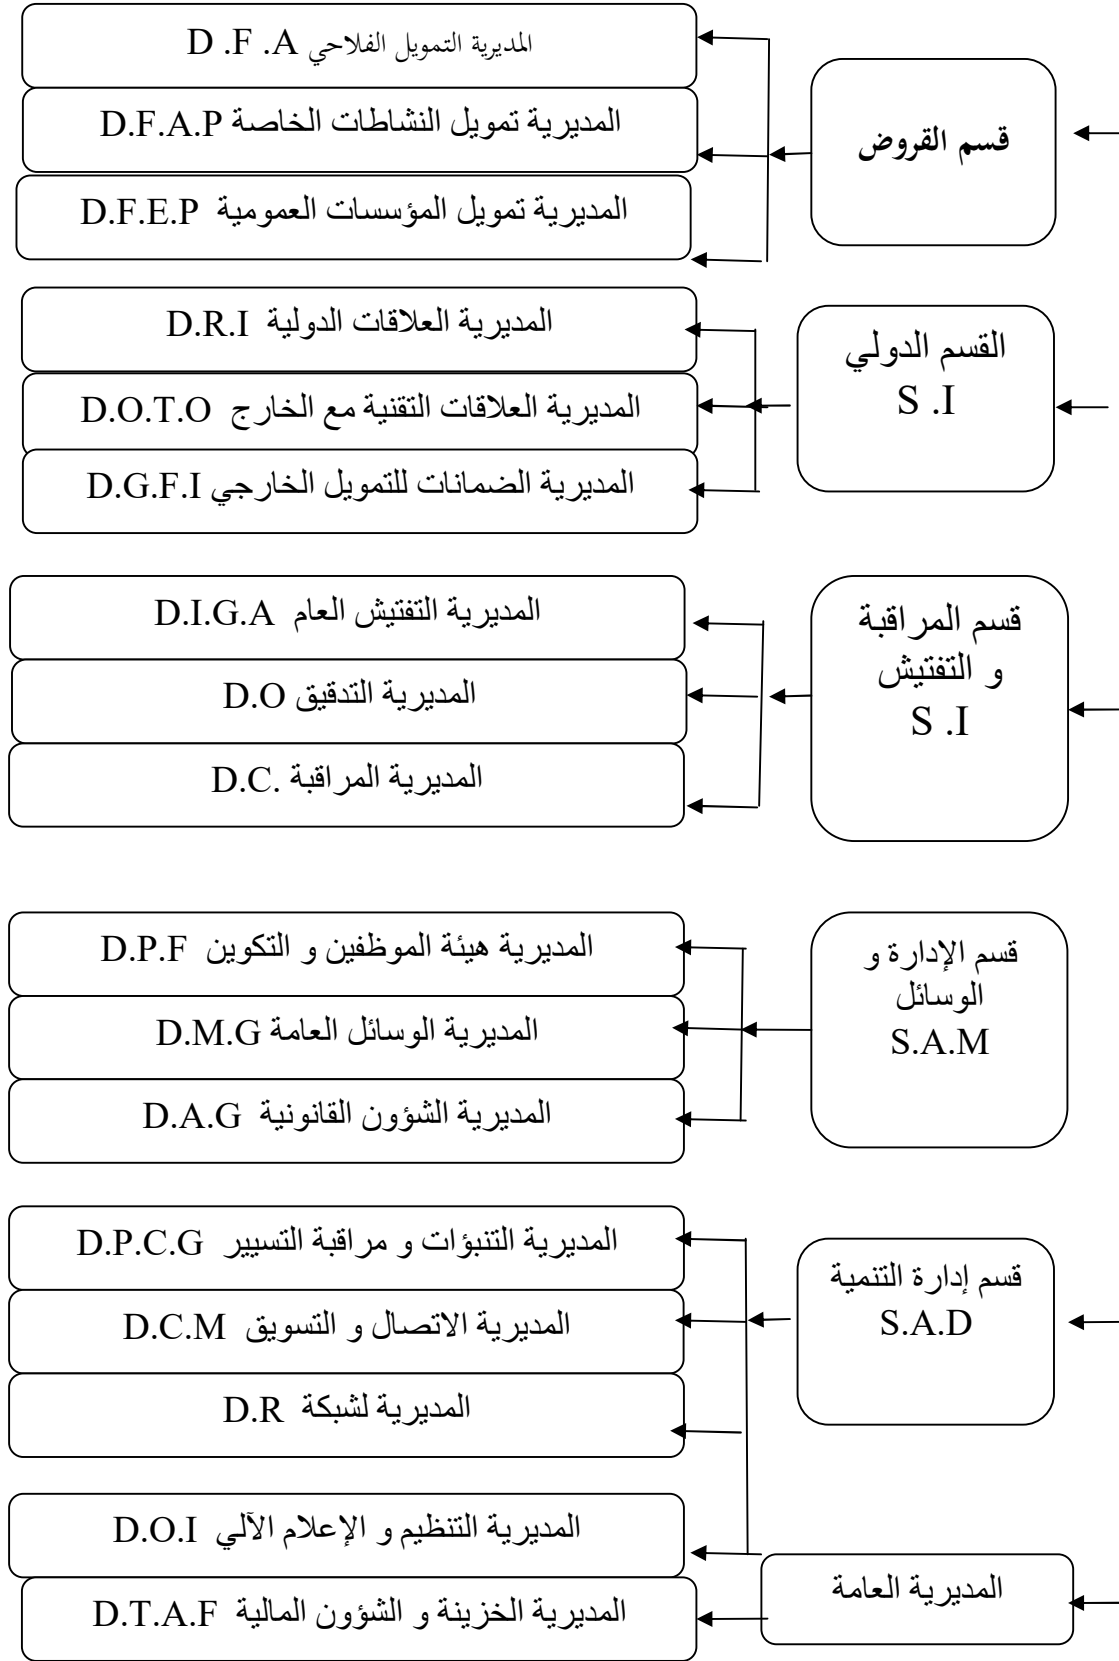 المديرية التمويل الفلاحي D .F .A
المديرية تمويل النشاطات الخاصة D.F.A.P
قسم القروض
المديرية تمويل المؤسسات العمومية D.F.E.P
المديرية العلاقات الدولية D.R.I
القسم الدولي
S .I
المديرية العلاقات التقنية مع الخارج D.O.T.O
المديرية الضمانات للتمويل الخارجي D.G.F.I
المديرية التفتيش العام D.I.G.A
قسم المراقبة
و التفتيش
S .I
المديرية التدقيق D.O
المديرية المراقبة D.C.
المديرية هيئة الموظفين و التكوين D.P.F
قسم الإدارة و
الوسائل
S.A.M
المديرية الوسائل العامة D.M.G
المديرية الشؤون القانونية D.A.G
المديرية التنبؤات و مراقبة التسيير D.P.C.G
قسم إدارة التنمية
S.A.D
المديرية الاتصال و التسويق D.C.M
المديرية لشبكة D.R
المديرية التنظيم و الإعلام الآلي D.O.I
المديرية العامة
المديرية الخزينة و الشؤون المالية D.T.A.F